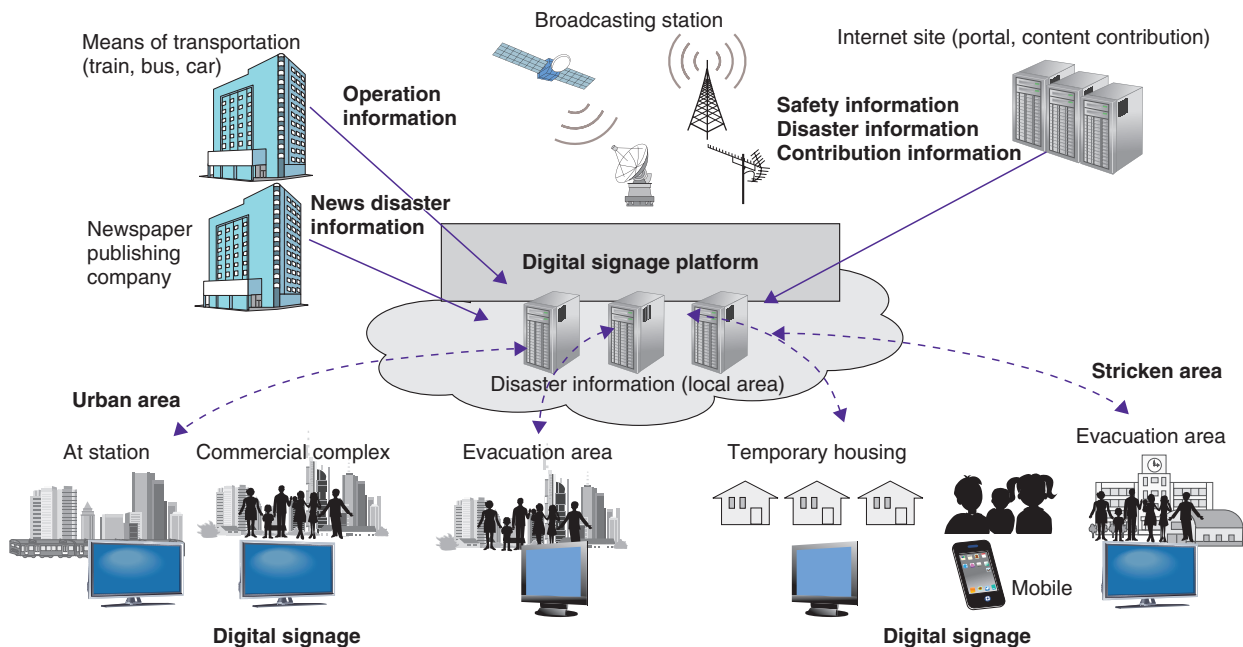 Broadcasting station
Means of transportation
(train, bus, car)
Internet site (portal, content contribution)
Operation
information
Safety information
Disaster information
Contribution information
News disaster
information
Newspaper
publishing
company
Digital signage platform
Disaster information (local area)
Urban area
Stricken area
At station
Commercial complex
Evacuation area
Temporary housing
Evacuation area
Mobile
Digital signage
Digital signage